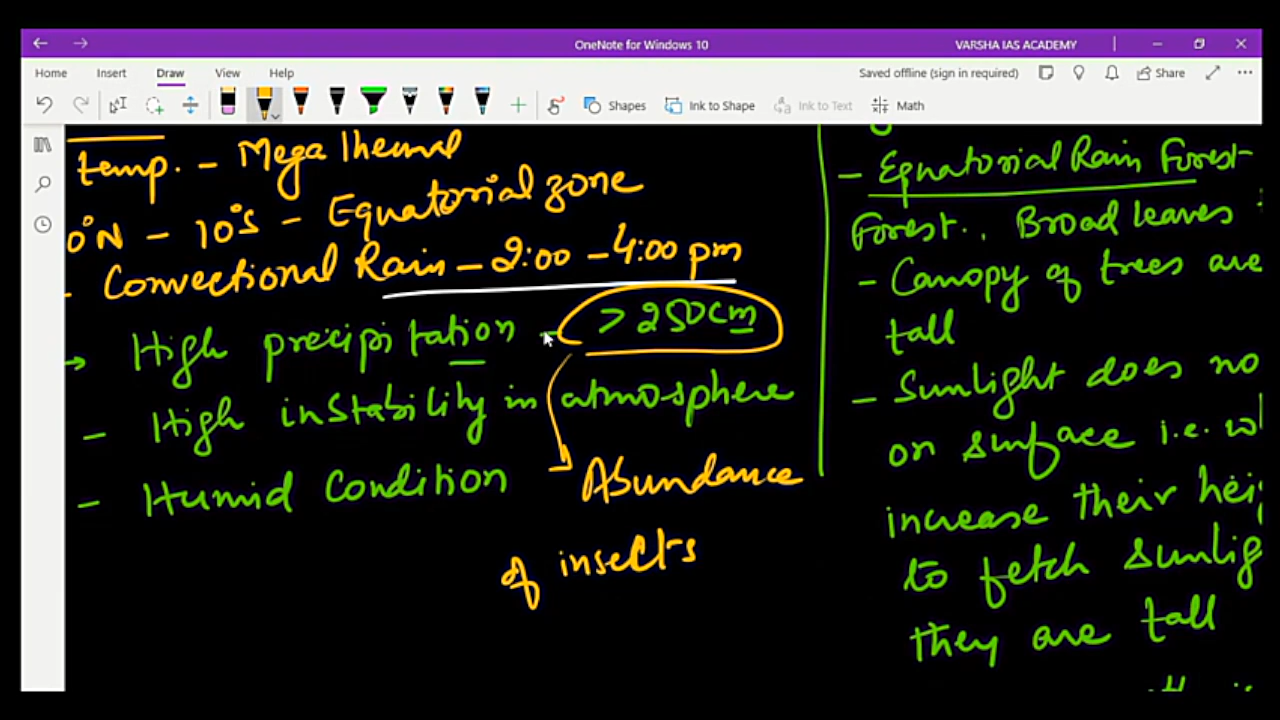 OneNote for Windows 10
VARSHA IAS ACADEMY
Home Insert Draw View Help
Saved offline (sign in required)
Share
Shapes
Ink to Shape
Ink to Text
Math
temp. - Mega Thermal
0°N - 10°S - Equatorial zone
- Convectional Rain - 2:00 - 4:00 pm
→ High precipitation - > 250 cm
- High instability in atmosphere
- Humid Condition
Abundance
of insects
- Equatorial Rain Forest-
Forest., Broad leaves
- Canopy of trees are
tall
- Sunlight does no
on surface i.e.
increase their hei
to fetch sunlig
they are tall